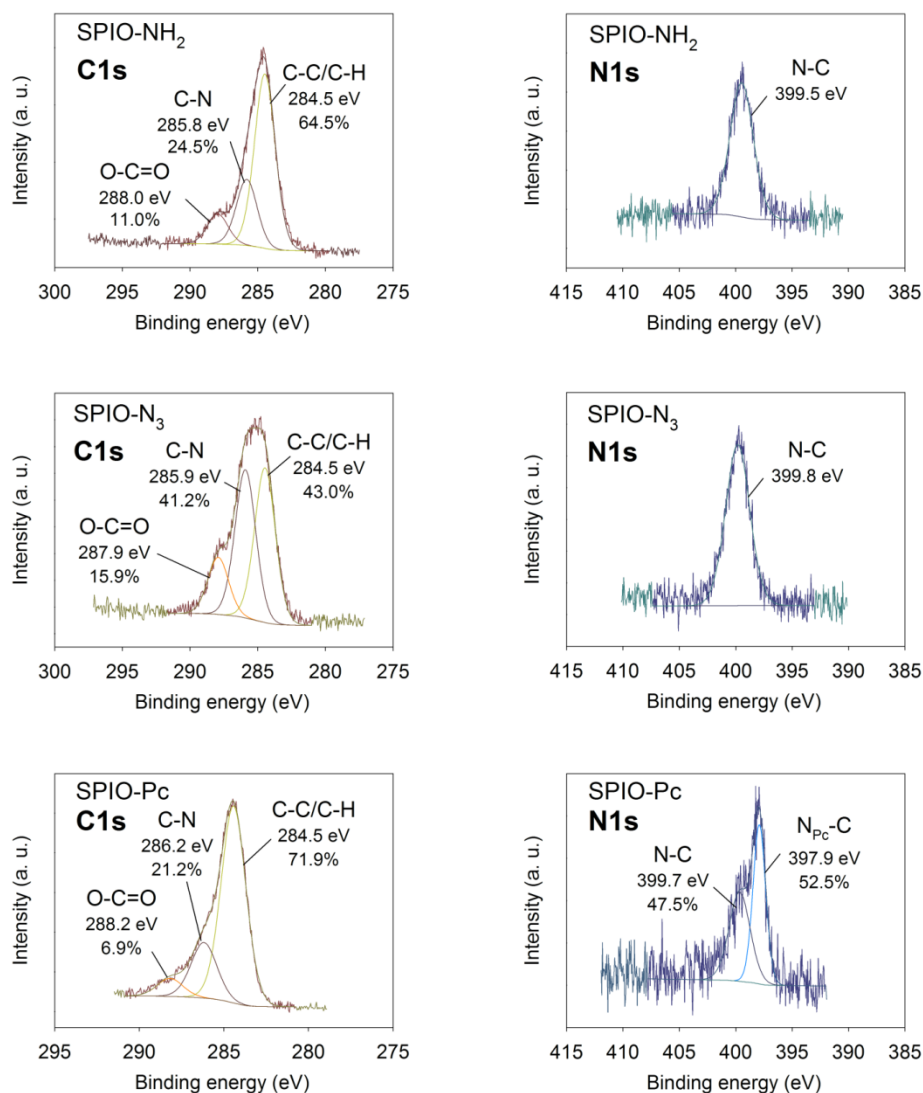 SPIO-NH2
C1s
C-C/C-H
284.5 eV
64.5%
C-N
285.8 eV
24.5%
O-C=O
288.0 eV
11.0%
Intensity (a. u.)
300 295 290 285 280 275
Binding energy (eV)
SPIO-NH2
N1s
N-C
399.5 eV
Intensity (a. u.)
415 410 405 400 395 390 385
Binding energy (eV)
SPIO-N3
C1s
C-N
285.9 eV
41.2%
C-C/C-H
284.5 eV
43.0%
O-C=O
287.9 eV
15.9%
Intensity (a. u.)
300 295 290 285 280 275
Binding energy (eV)
SPIO-N3
N1s
N-C
399.8 eV
Intensity (a. u.)
415 410 405 400 395 390 385
Binding energy (eV)
SPIO-Pc
C1s
C-N
286.2 eV
21.2%
C-C/C-H
284.5 eV
71.9%
O-C=O
288.2 eV
6.9%
Intensity (a. u.)
295 290 285 280 275
Binding energy (eV)
SPIO-Pc
N1s
N-C
399.7 eV
47.5%
NPc-C
397.9 eV
52.5%
Intensity (a. u.)
415 410 405 400 395 390 385
Binding energy (eV)